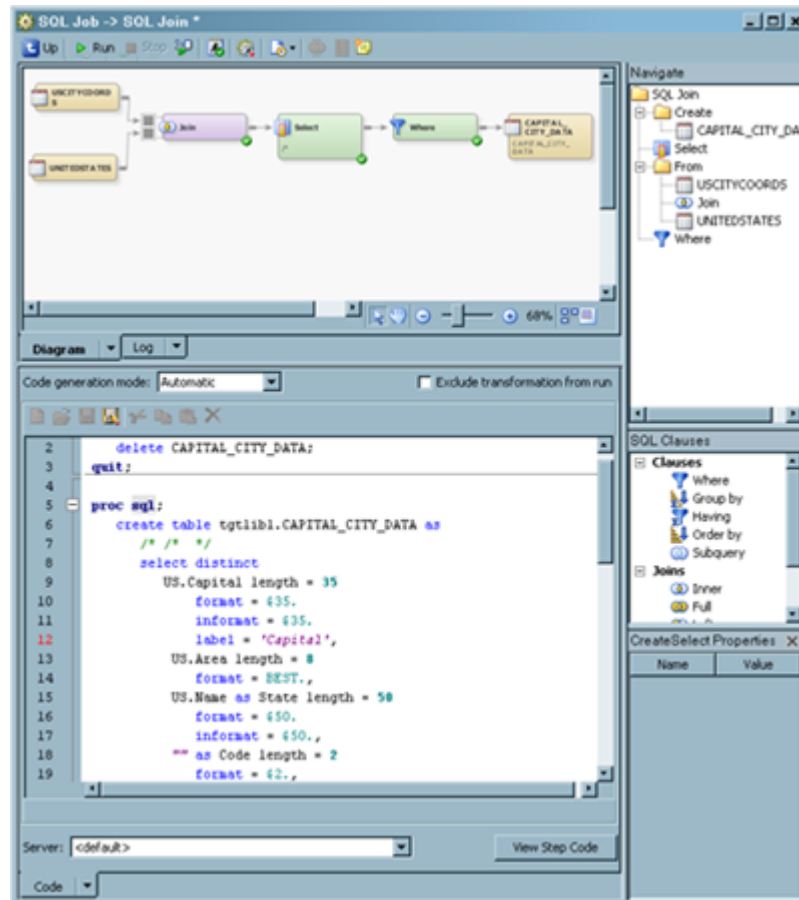 SQL Job -> SQL Join *
Up Run Stop
USCITYCOORD
S
UNITEDSTATES
Join
Select
Where
CAPITAL_
CITY_DATA
CAPITAL_CITY_
DATA
68%
Diagram Log
Navigate
SQL Join
Create
CAPITAL_CITY_DA
Select
From
USCITYCOORDS
Join
UNITEDSTATES
Where
Code generation mode: Automatic Exclude transformation from run
2 delete CAPITAL_CITY_DATA;
3 quit;
4
5 proc sql;
6 create table tgtlib1.CAPITAL_CITY_DATA as
7 /* /* */
8 select distinct
9 US.Capital length = 35
10 format = $35.
11 informat = $35.
12 label = 'Capital',
13 US.Area length = 8
14 format = BEST.,
15 US.Name as State length = 50
16 format = $50.
17 informat = $50.,
18 "" as Code length = 2
19 format = $2.,
Server: <default> View Step Code
Code
SQL Clauses
Clauses
Where
Group by
Having
Order by
Subquery
Joins
Inner
Full
CreateSelect Properties
Name Value